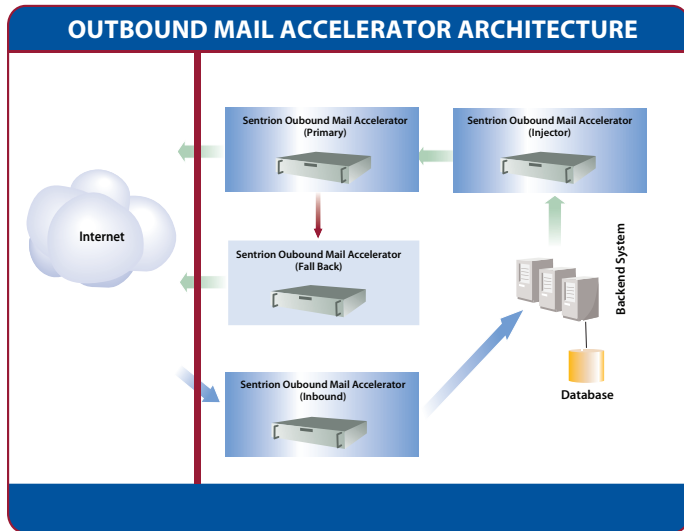 OUTBOUND MAIL ACCELERATOR ARCHITECTURE
Sentrion Oubound Mail Accelerator
(Primary)
Sentrion Oubound Mail Accelerator
(Injector)
Internet
Sentrion Oubound Mail Accelerator
(Fall Back)
Backend System
Sentrion Oubound Mail Accelerator
(Inbound)
Database